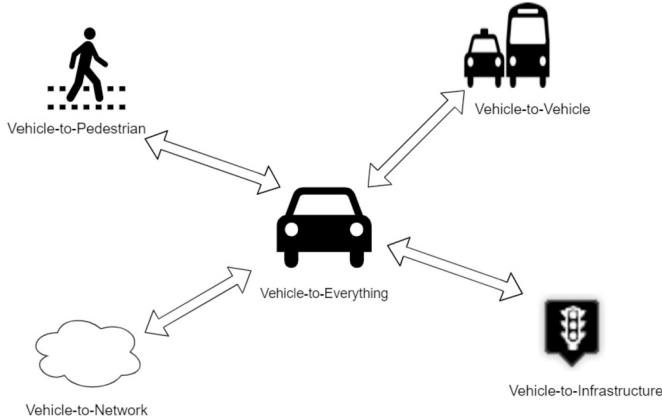 Vehicle-to-Pedestrian
Vehicle-to-Vehicle
Vehicle-to-Everything
Vehicle-to-Infrastructure
Vehicle-to-Network